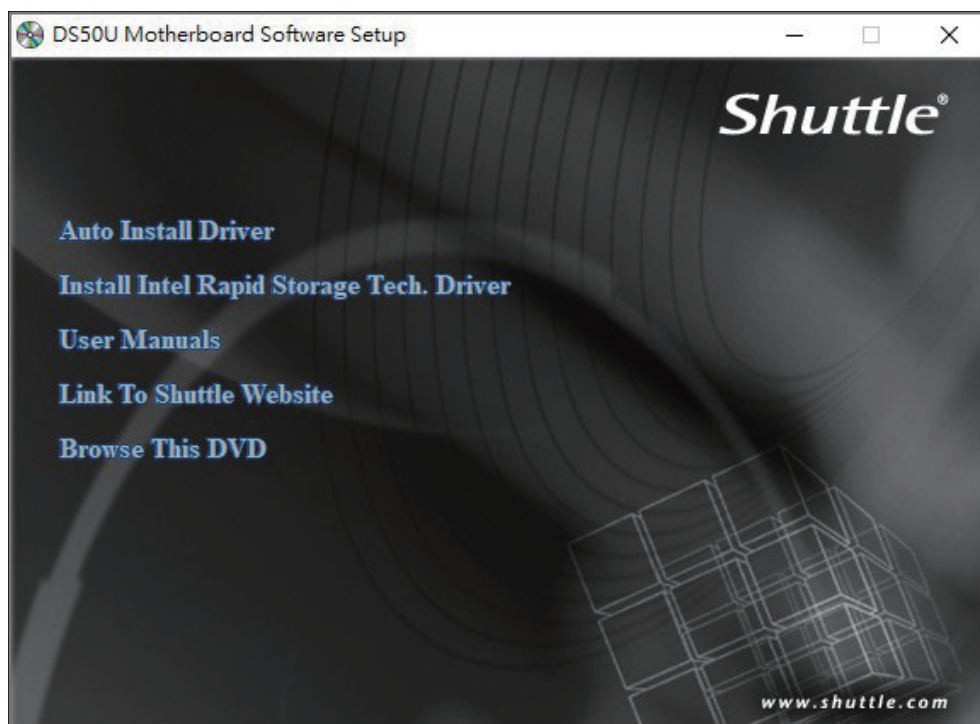 DS50U Motherboard Software Setup
Shuttle®
Auto Install Driver
Install Intel Rapid Storage Tech. Driver
User Manuals
Link To Shuttle Website
Browse This DVD
www.shuttle.com